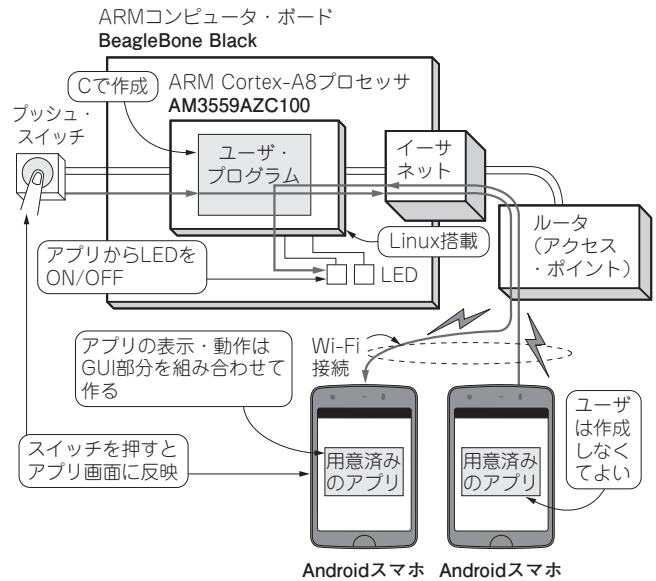 ARMコンピュータ・ボード
BeagleBone Black
Cで作成
ARM Cortex-A8プロセッサ
AM3559AZC100
プッシュ・
スイッチ
ユーザ・
プログラム
イーサ
ネット
Linux搭載
ルータ
（アクセス
・ポイント）
アプリからLEDを
ON/OFF
LED
アプリの表示・動作は
GUI部分を組み合わせて
作る
Wi-Fi
接続
ユーザ
は作成
しなく
てよい
スイッチを押すと
アプリ画面に反映
用意済み
のアプリ
用意済み
のアプリ
Androidスマホ
Androidスマホ